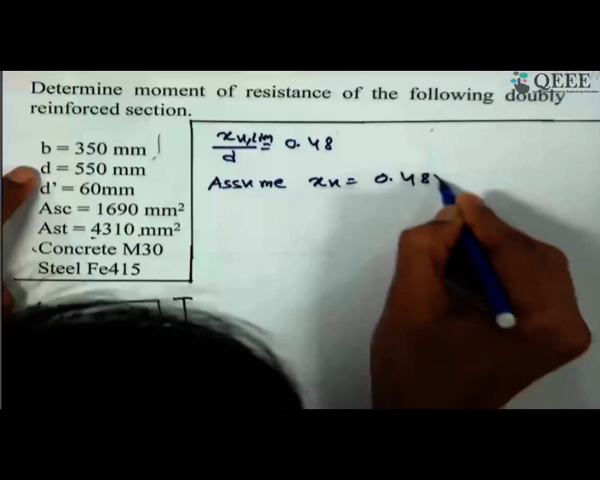 QEEE
Determine moment of resistance of the following doubly
reinforced section.
b = 350 mm
d = 550 mm
d' = 60mm
Asc = 1690 mm²
Ast = 4310 mm²
Concrete M30
Steel Fe415
xu,lim/d = 0.48
Assume xu = 0.48